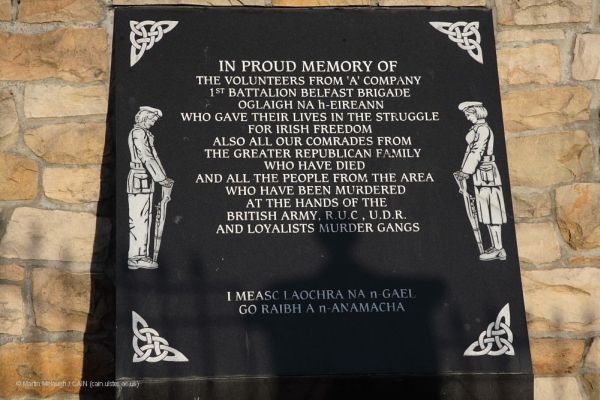 IN PROUD MEMORY OF
THE VOLUNTEERS FROM 'A' COMPANY
1ST BATTALION BELFAST BRIGADE
OGLAIGH NA h-EIREANN
WHO GAVE THEIR LIVES IN THE STRUGGLE
FOR IRISH FREEDOM
ALSO ALL OUR COMRADES FROM
THE GREATER REPUBLICAN FAMILY
WHO HAVE DIED
AND ALL THE PEOPLE FROM THE AREA
WHO HAVE BEEN MURDERED
AT THE HANDS OF THE
BRITISH ARMY, R.U.C , U.D.R.
AND LOYALISTS MURDER GANGS
I MEASC LAOCHRA NA n-GAEL
GO RAIBH A n-ANAMACHA
© Martin Melaugh / CAIN (cain.ulster.ac.uk)